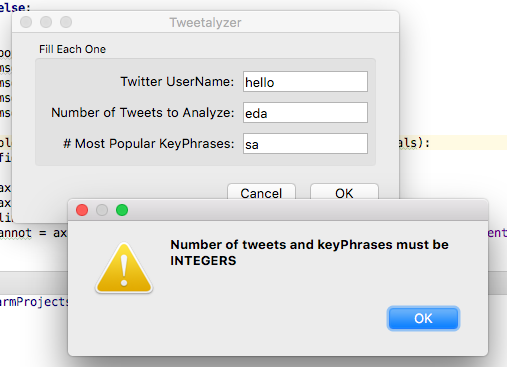 else:
Tweetalyzer
Fill Each One
Twitter UserName: hello
Number of Tweets to Analyze: eda
# Most Popular KeyPhrases: sa
als):
Cancel OK
annot = ax
Number of tweets and keyPhrases must be
INTEGERS
OK
armProjects